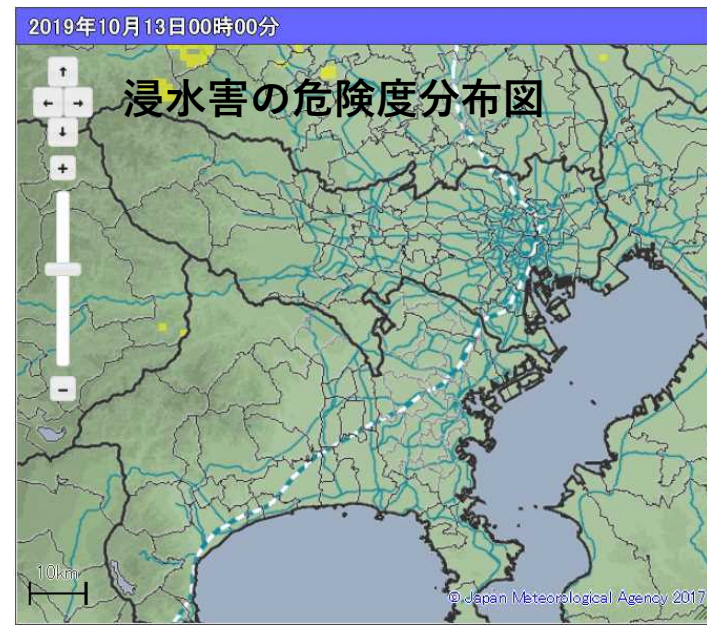 2019年10月13日00時00分
浸水害の危険度分布図
↑
← →
↓
+
−
10km
© Japan Meteorological Agency 2017